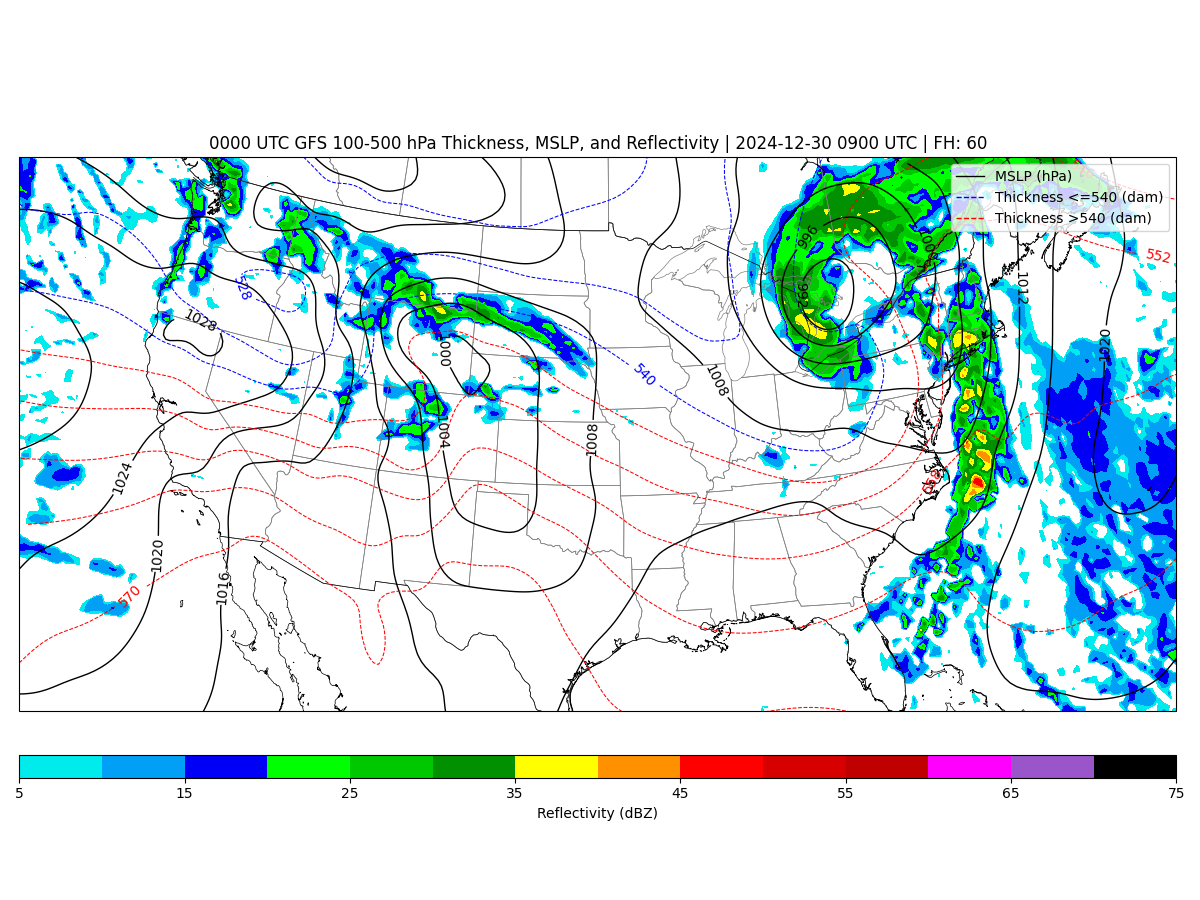 0000 UTC GFS 100-500 hPa Thickness, MSLP, and Reflectivity | 2024-12-30 0900 UTC | FH: 60
MSLP (hPa)
Thickness <=540 (dam)
Thickness >540 (dam)
996
992
552
528
1012
1028
1020
1000
540
1008
1004
1008
1024
1020
1016
570
5 15 25 35 45 55 65 75
Reflectivity (dBZ)